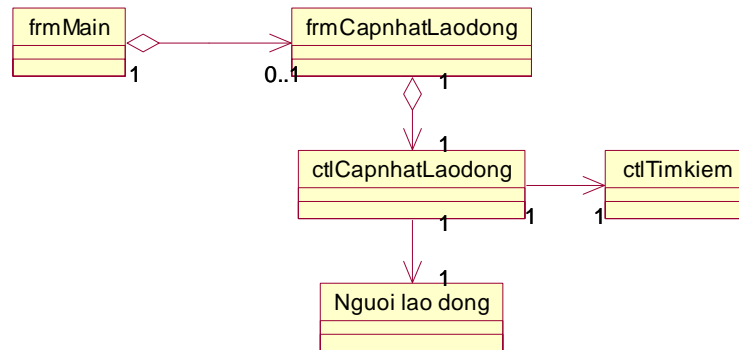 frmMain
frmCapnhatLaodong
1
0..1
1
1
ctlCapnhatLaodong
ctlTimkiem
1
1
1
1
Nguoi lao dong